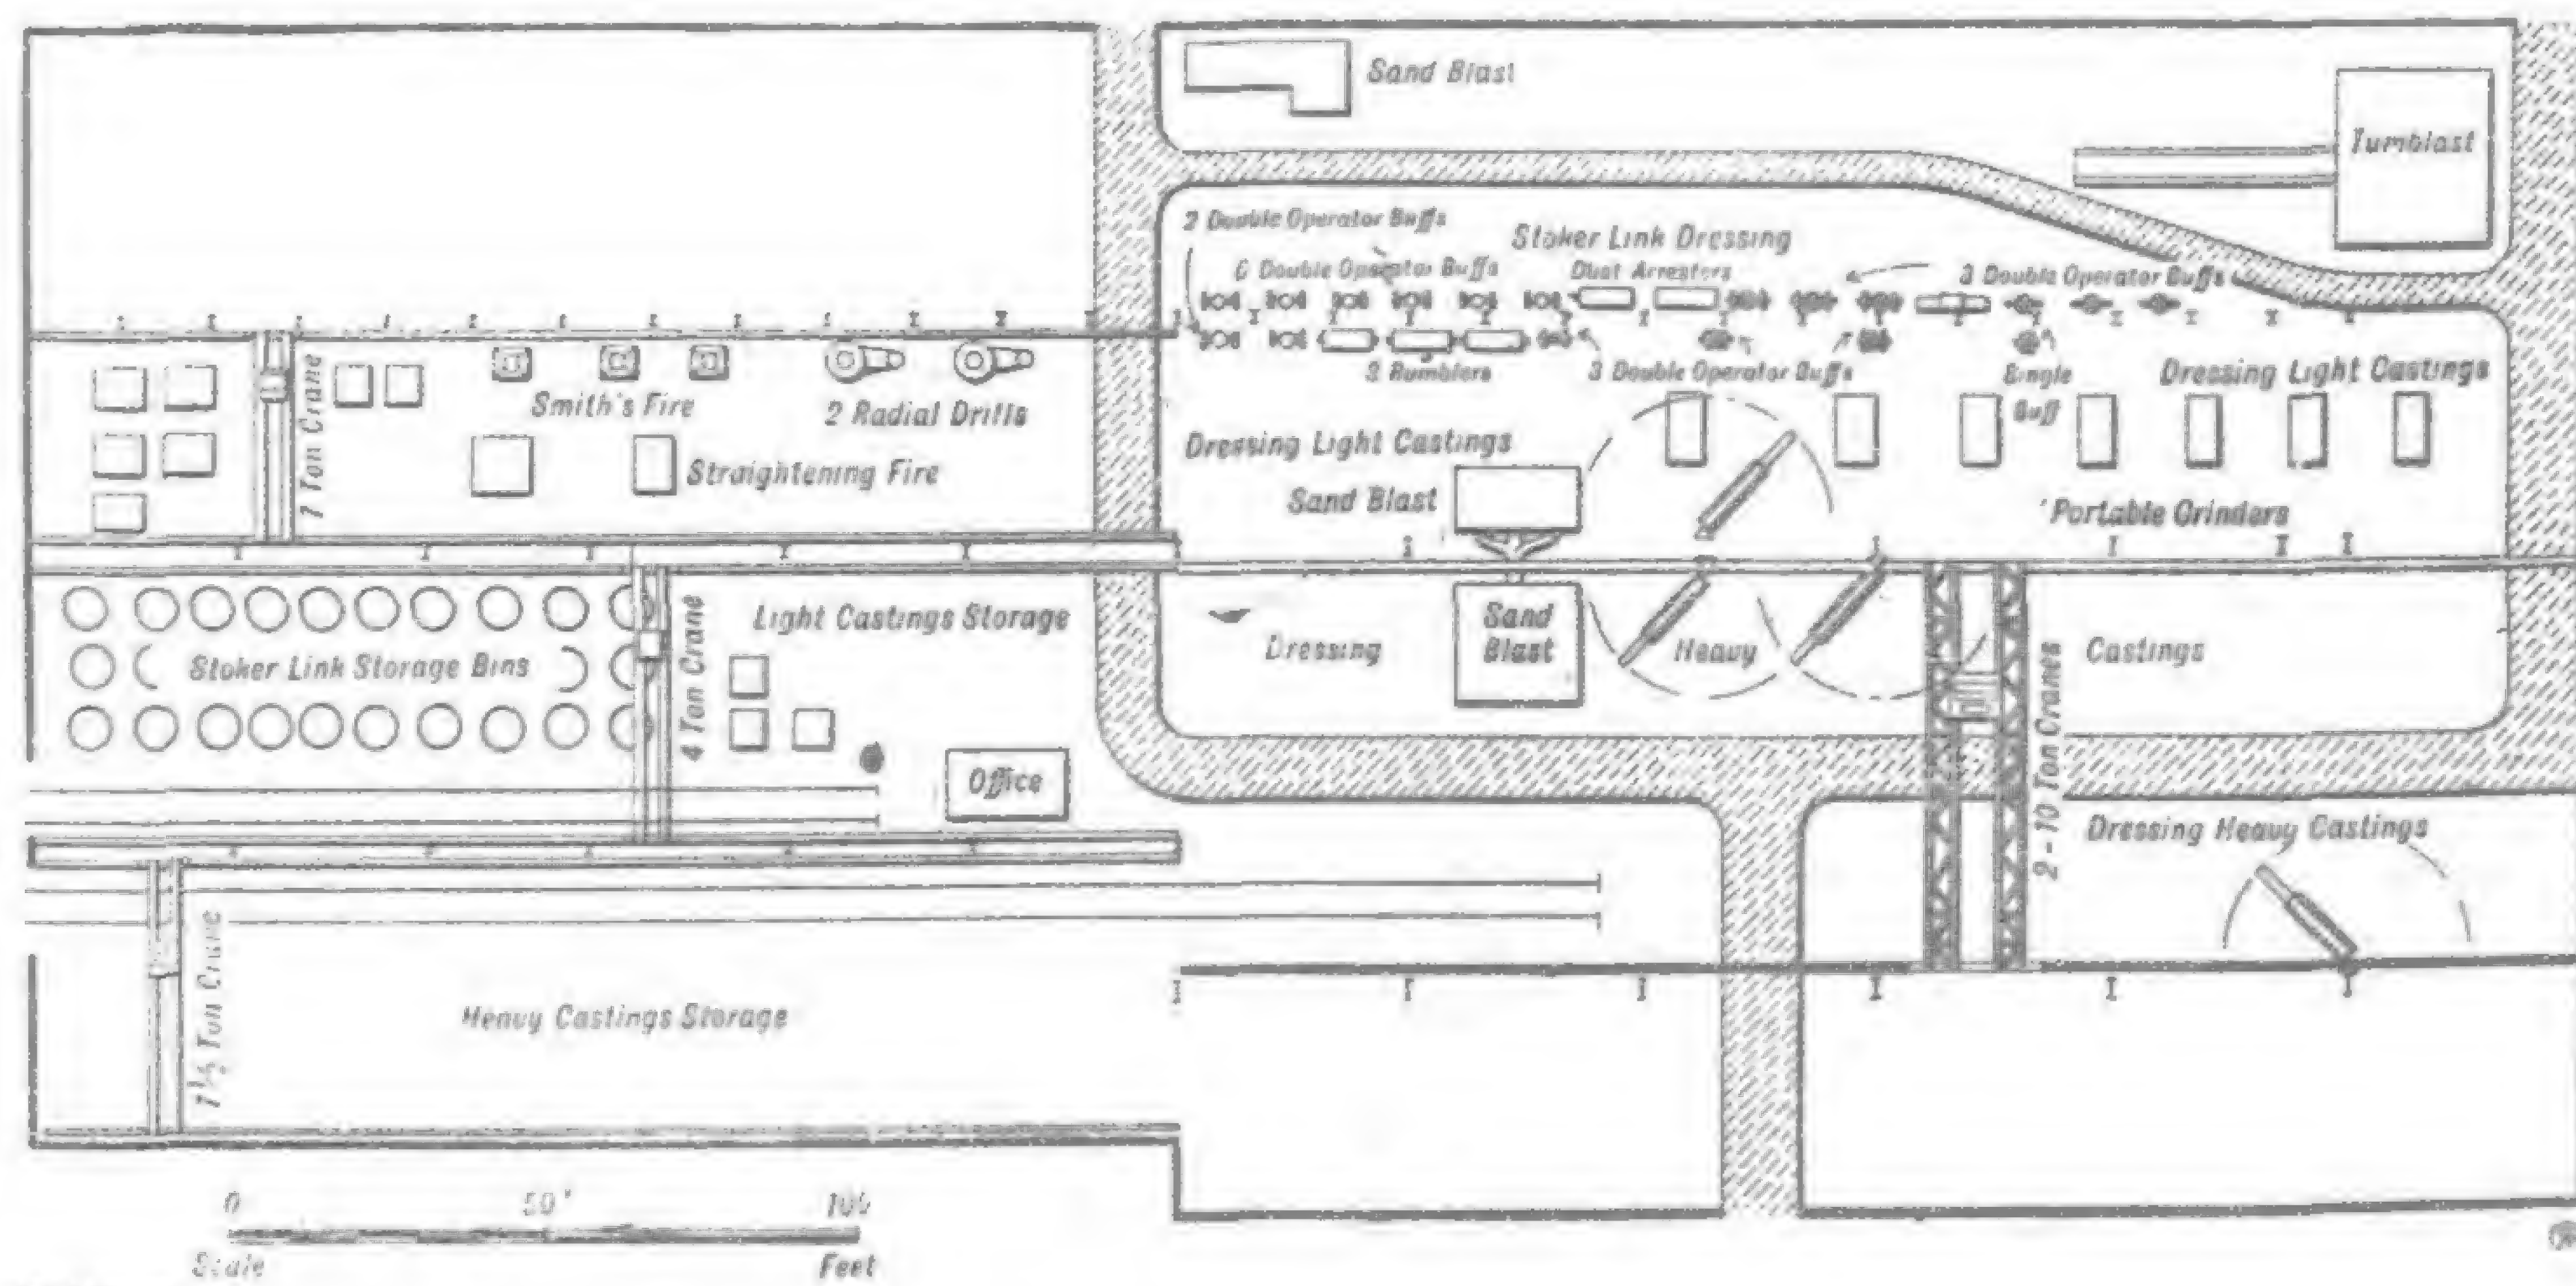 Sand Blast
Tumblast
2 Double Operator Buffs
Stoker Link Dressing
6 Double Operator Buffs
Dust Arresters
3 Double Operator Buffs
3 Rumblers
3 Double Operator Buffs
Single
Buff
Dressing Light Castings
7 Ton Crane
Smith's Fire
2 Radial Drills
Straightening Fire
Dressing Light Castings
Sand Blast
Portable Grinders
Stoker Link Storage Bins
4 Ton Crane
Light Castings Storage
Office
Dressing
Sand
Blast
Heavy
Castings
2-10 Ton Cranes
Dressing Heavy Castings
Ton Crane
Heavy Castings Storage
0 50' 100
Scale Feet